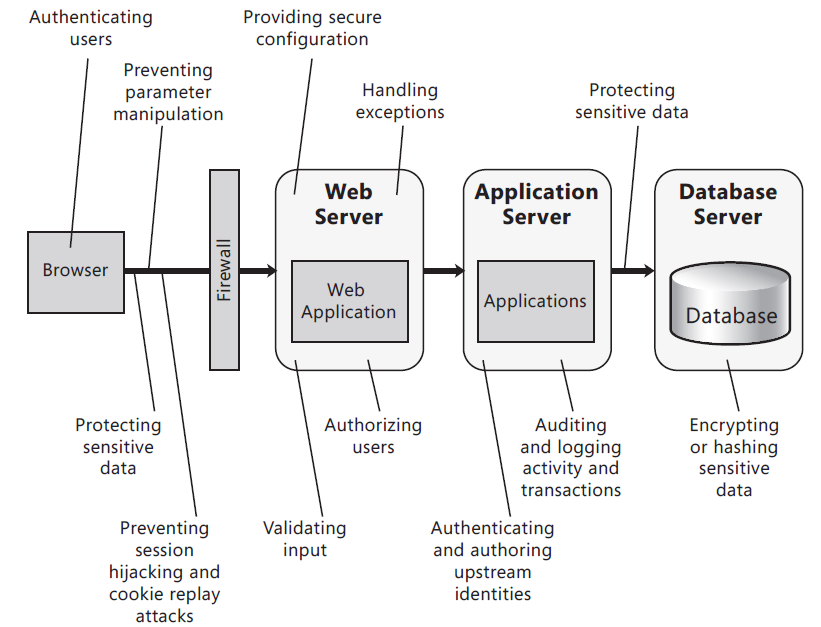 Authenticating
users
Providing secure
configuration
Preventing
parameter
manipulation
Handling
exceptions
Protecting
sensitive data
Browser
Firewall
Web
Server
Web
Application
Application
Server
Applications
Database
Server
Database
Protecting
sensitive
data
Authorizing
users
Auditing
and logging
activity and
transactions
Encrypting
or hashing
sensitive
data
Preventing
session
hijacking and
cookie replay
attacks
Validating
input
Authenticating
and authoring
upstream
identities